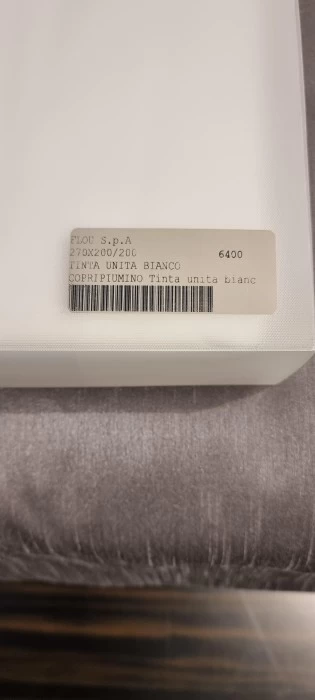 FLOU S.p.A
270X200/200 6400
TINTA UNITA BIANCO
COPRIPIUMINO Tinta unita bianc